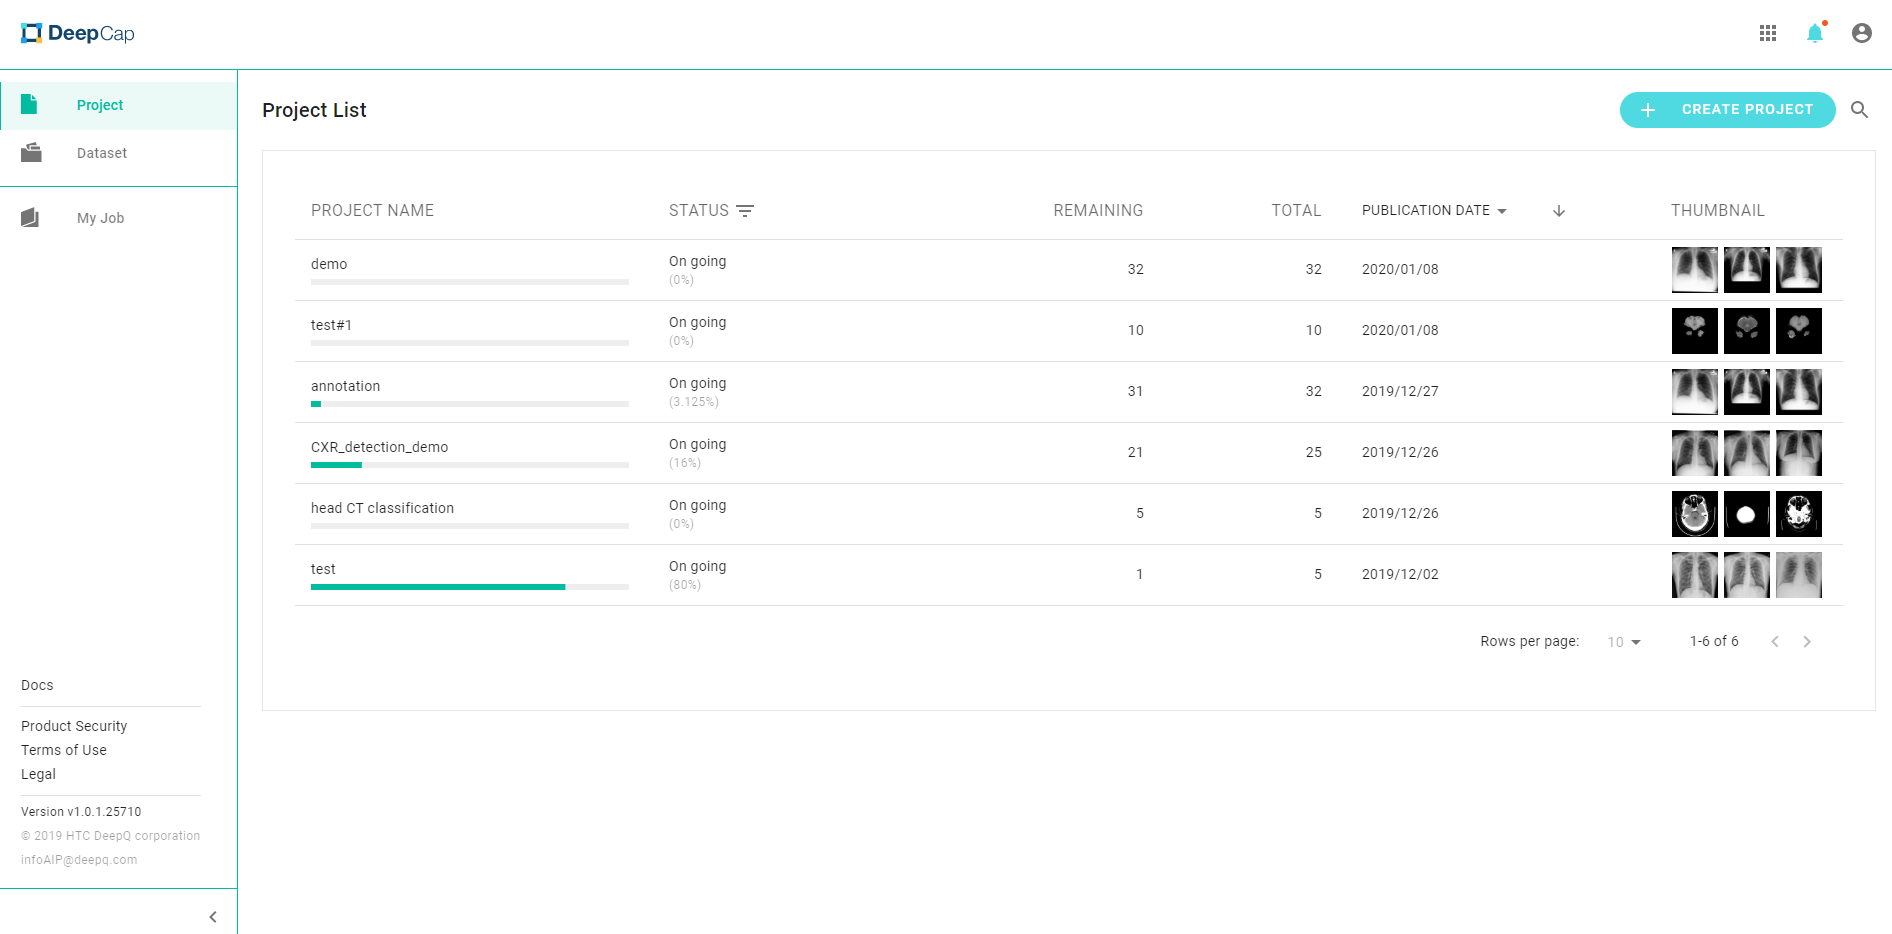 DeepCap
Project
Dataset
My Job
Docs
Product Security
Terms of Use
Legal
Version v1.0.1.25710
© 2019 HTC DeepQ corporation
infoAIP@deepq.com
Project List
CREATE PROJECT
PROJECT NAME STATUS REMAINING TOTAL PUBLICATION DATE THUMBNAIL
demo On going (0%) 32 32 2020/01/08
test#1 On going (0%) 10 10 2020/01/08
annotation On going (3.125%) 31 32 2019/12/27
CXR_detection_demo On going (16%) 21 25 2019/12/26
head CT classification On going (0%) 5 5 2019/12/26
test On going (80%) 1 5 2019/12/02
Rows per page: 10 1-6 of 6